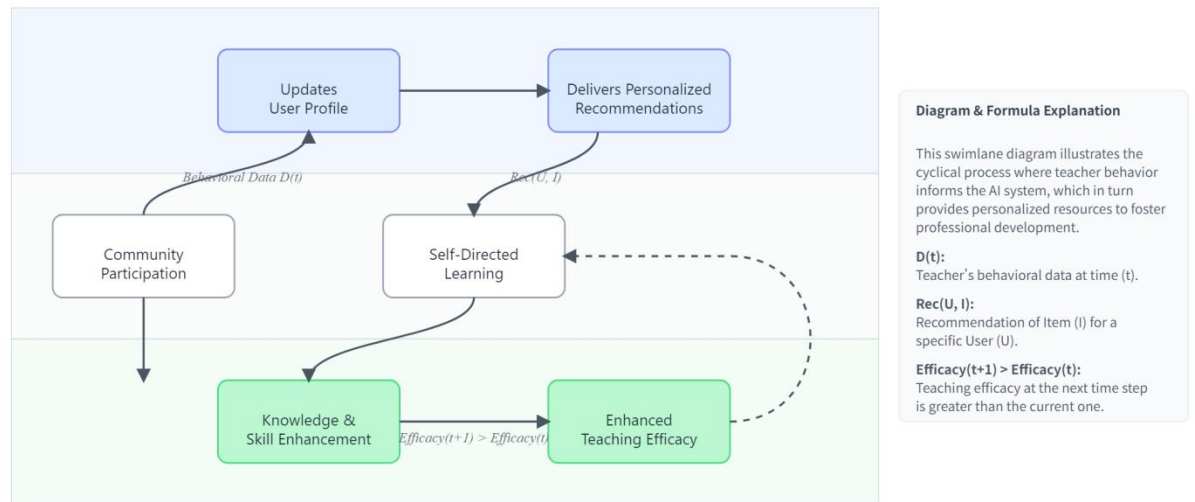 Updates
User Profile
Delivers Personalized
Recommendations
Behavioral Data D(t)
Rec(U, I)
Community
Participation
Self-Directed
Learning
Knowledge &
Skill Enhancement
Efficacy(t+1) > Efficacy(t)
Enhanced
Teaching Efficacy
Diagram & Formula Explanation
This swimlane diagram illustrates the
cyclical process where teacher behavior
informs the AI system, which in turn
provides personalized resources to foster
professional development.
D(t):
Teacher's behavioral data at time (t).
Rec(U, I):
Recommendation of Item (I) for a
specific User (U).
Efficacy(t+1) > Efficacy(t):
Teaching efficacy at the next time step
is greater than the current one.